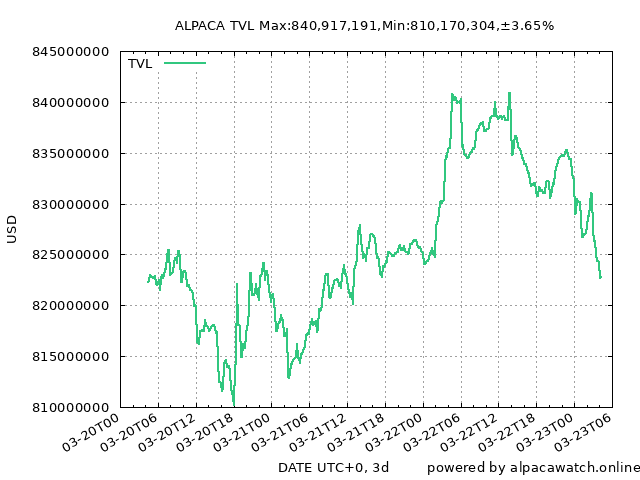 ALPACA TVL Max:840,917,191,Min:810,170,304,±3.65%
845000000
TVL
840000000
835000000
830000000
USD
825000000
820000000
815000000
810000000
03-20T00 03-20T06 03-20T12 03-20T18 03-21T00 03-21T06 03-21T12 03-21T18 03-22T00 03-22T06 03-22T12 03-22T18 03-23T00 03-23T06
DATE UTC+0, 3d powered by alpacawatch.online